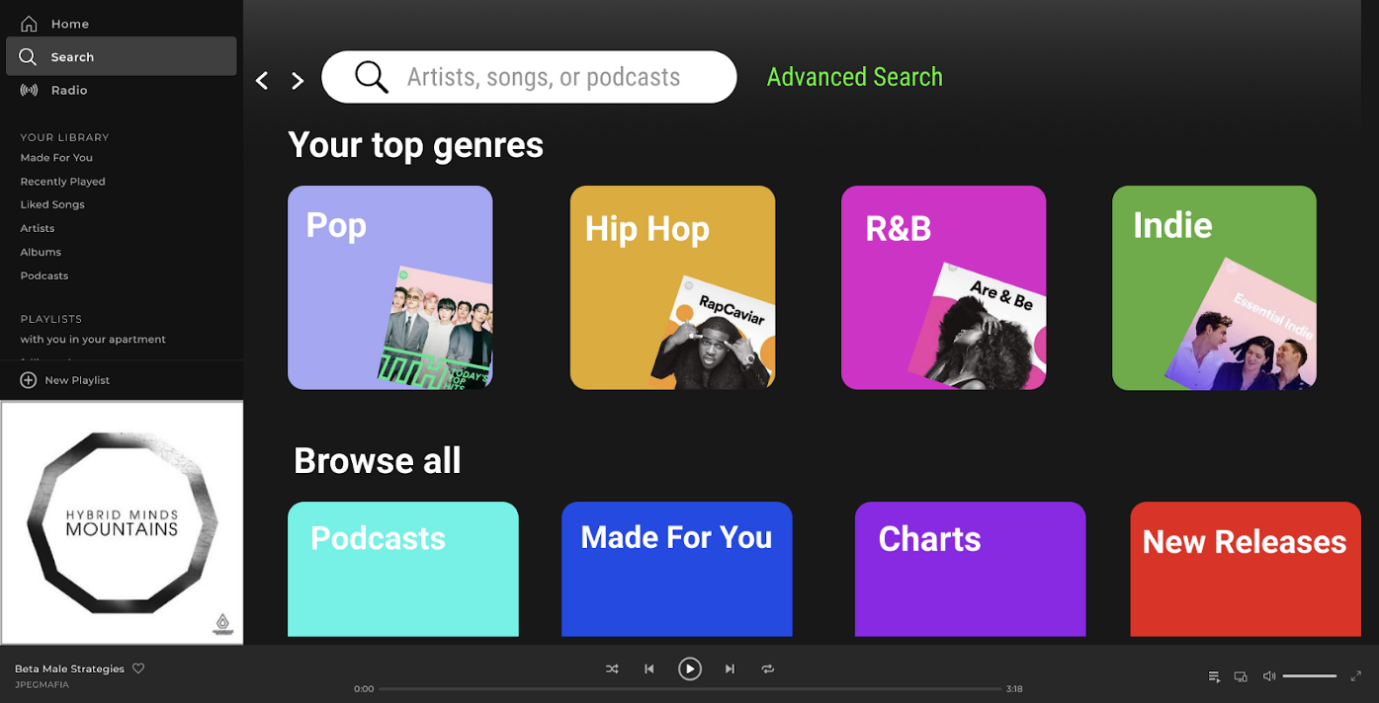 Home
Search
Radio
YOUR LIBRARY
Made For You
Recently Played
Liked Songs
Artists
Albums
Podcasts
PLAYLISTS
with you in your apartment
New Playlist
HYBRID MINDS
MOUNTAINS
Artists, songs, or podcasts
Advanced Search
Your top genres
Pop
TODAY'S
TOP
HITS
Hip Hop
RapCaviar
R&B
Are & Be
Indie
Essential Indie
Browse all
Podcasts
Made For You
Charts
New Releases
Beta Male Strategies
JPEGMAFIA
0:00
3:18